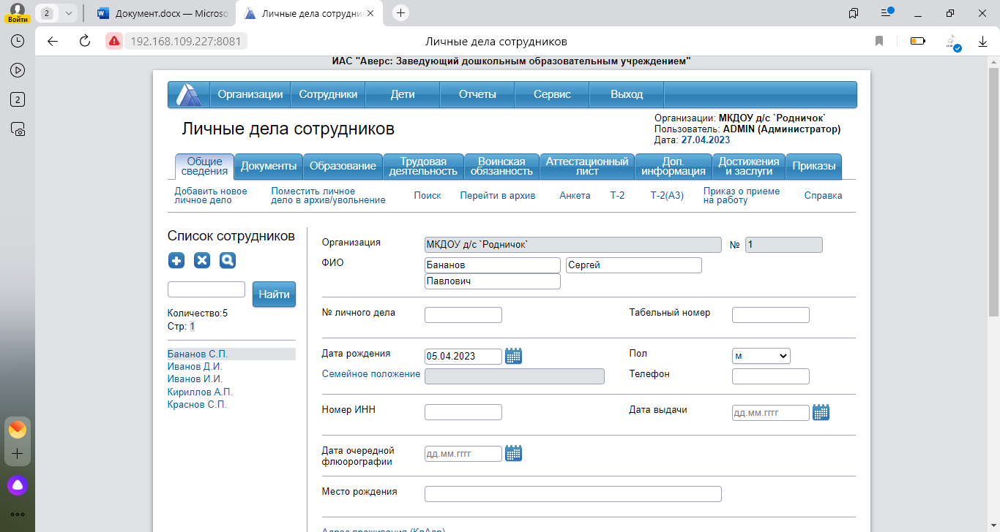 Войти
2
Документ.docx — Microso
Личные дела сотрудни
192.168.109.227:8081
Личные дела сотрудников
2
ИАС "Аверс: Заведующий дошкольным образовательным учреждением"
Организации Сотрудники Дети Отчеты Сервис Выход
Личные дела сотрудников
Организации: МКДОУ д/с `Родничок`
Пользователь: ADMIN (Администратор)
Дата: 27.04.2023
Общие сведения Документы Образование Трудовая деятельность Воинская обязанность Аттестационный лист Доп. информация Достижения и заслуги Приказы
Добавить новое личное дело Поместить личное дело в архив/увольнение Поиск Перейти в архив Анкета Т-2 Т-2(А3) Приказ о приеме на работу Справка
Список сотрудников
Найти
Количество:5
Стр: 1
Бананов С.П.
Иванов Д.И.
Иванов И.И.
Кириллов А.П.
Краснов С.П.
Организация МКДОУ д/с `Родничок` № 1
ФИО Бананов Сергей
Павлович
№ личного дела Табельный номер
Дата рождения 05.04.2023 Пол м
Семейное положение Телефон
Номер ИНН Дата выдачи дд.мм.гггг
Дата очередной флюорографии дд.мм.гггг
Место рождения
Адрес проживания (КлАдр)